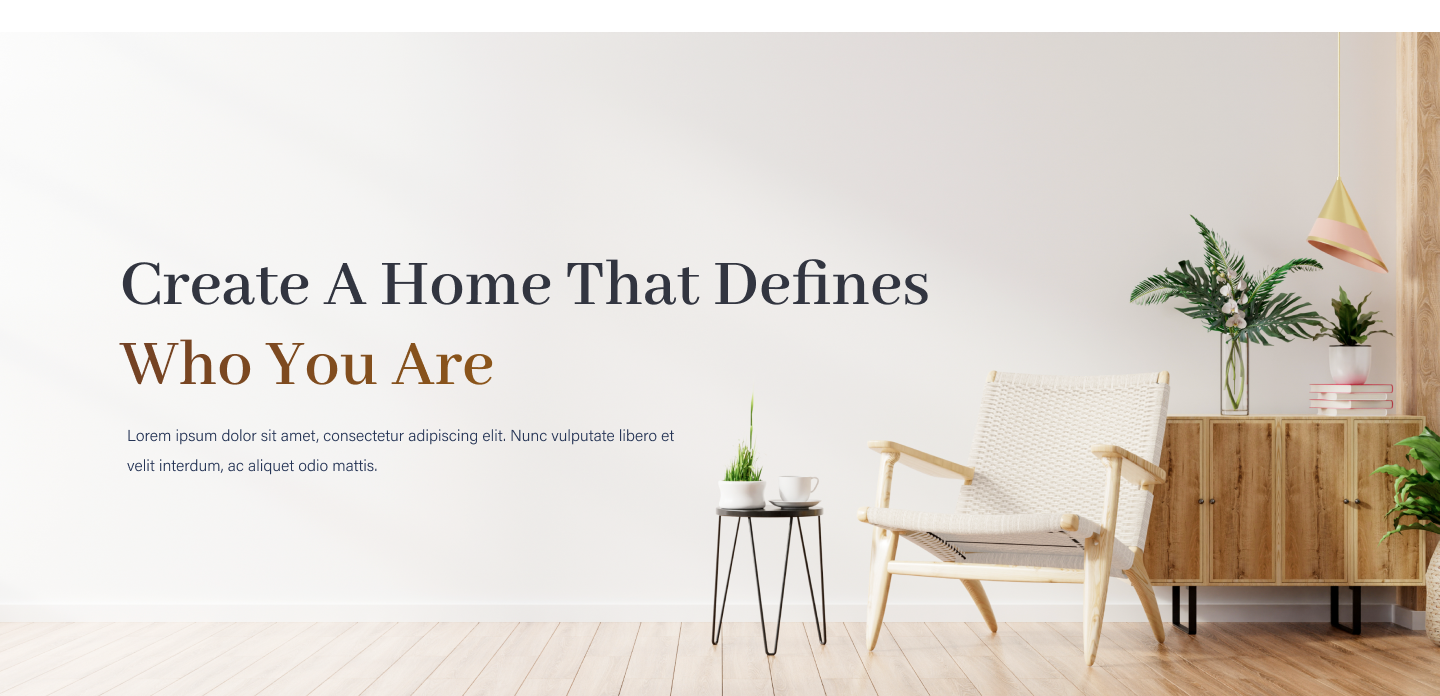 Create A Home That Defines
Who You Are
Lorem ipsum dolor sit amet, consectetur adipiscing elit. Nunc vulputate libero et
velit interdum, ac aliquet odio mattis.